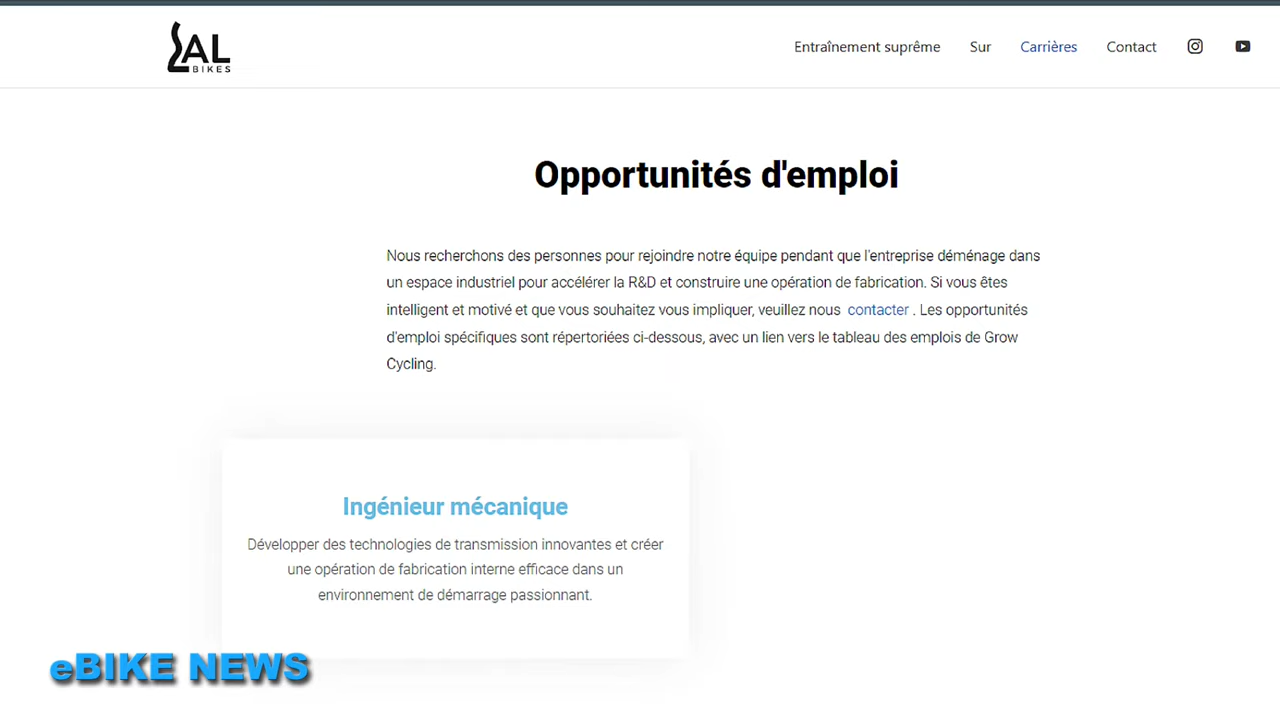 LAL
BIKES
Entraînement suprême
Sur
Carrières
Contact
Opportunités d'emploi
Nous recherchons des personnes pour rejoindre notre équipe pendant que l'entreprise déménage dans
un espace industriel pour accélérer la R&D et construire une opération de fabrication. Si vous êtes
intelligent et motivé et que vous souhaitez vous impliquer, veuillez nous contacter . Les opportunités
d'emploi spécifiques sont répertoriées ci-dessous, avec un lien vers le tableau des emplois de Grow
Cycling.
Ingénieur mécanique
Développer des technologies de transmission innovantes et créer
une opération de fabrication interne efficace dans un
environnement de démarrage passionnant.
eBIKE NEWS